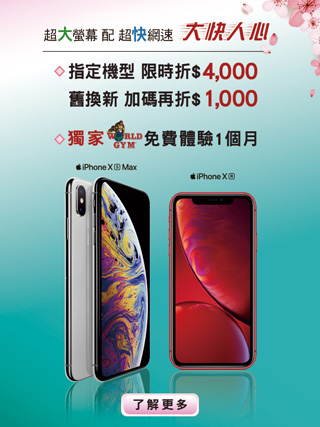 超大螢幕 配 超快網速 大快人心
指定機型 限時折$4,000
舊換新 加碼再折$1,000
獨家 WORLD GYM 免費體驗1個月
iPhone XS Max
iPhone XR
了解更多